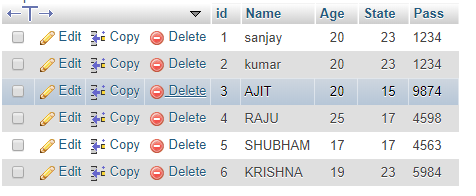 id Name Age State Pass
Edit Copy Delete 1 sanjay 20 23 1234
Edit Copy Delete 2 kumar 20 23 1234
Edit Copy Delete 3 AJIT 20 15 9874
Edit Copy Delete 4 RAJU 25 17 4598
Edit Copy Delete 5 SHUBHAM 17 17 4563
Edit Copy Delete 6 KRISHNA 19 23 5984